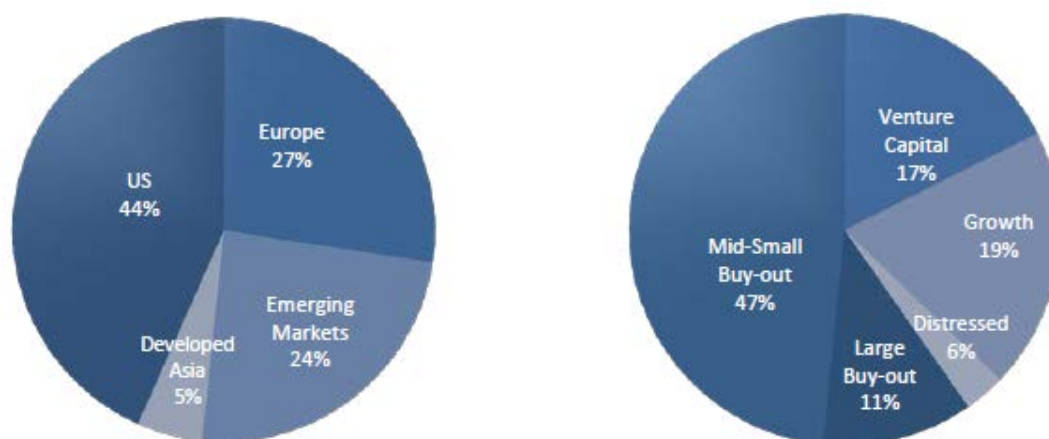 Europe
27%
US
44%
Emerging
Markets
24%
Developed
Asia
5%
Venture
Capital
17%
Growth
19%
Mid-Small
Buy-out
47%
Distressed
6%
Large
Buy-out
11%